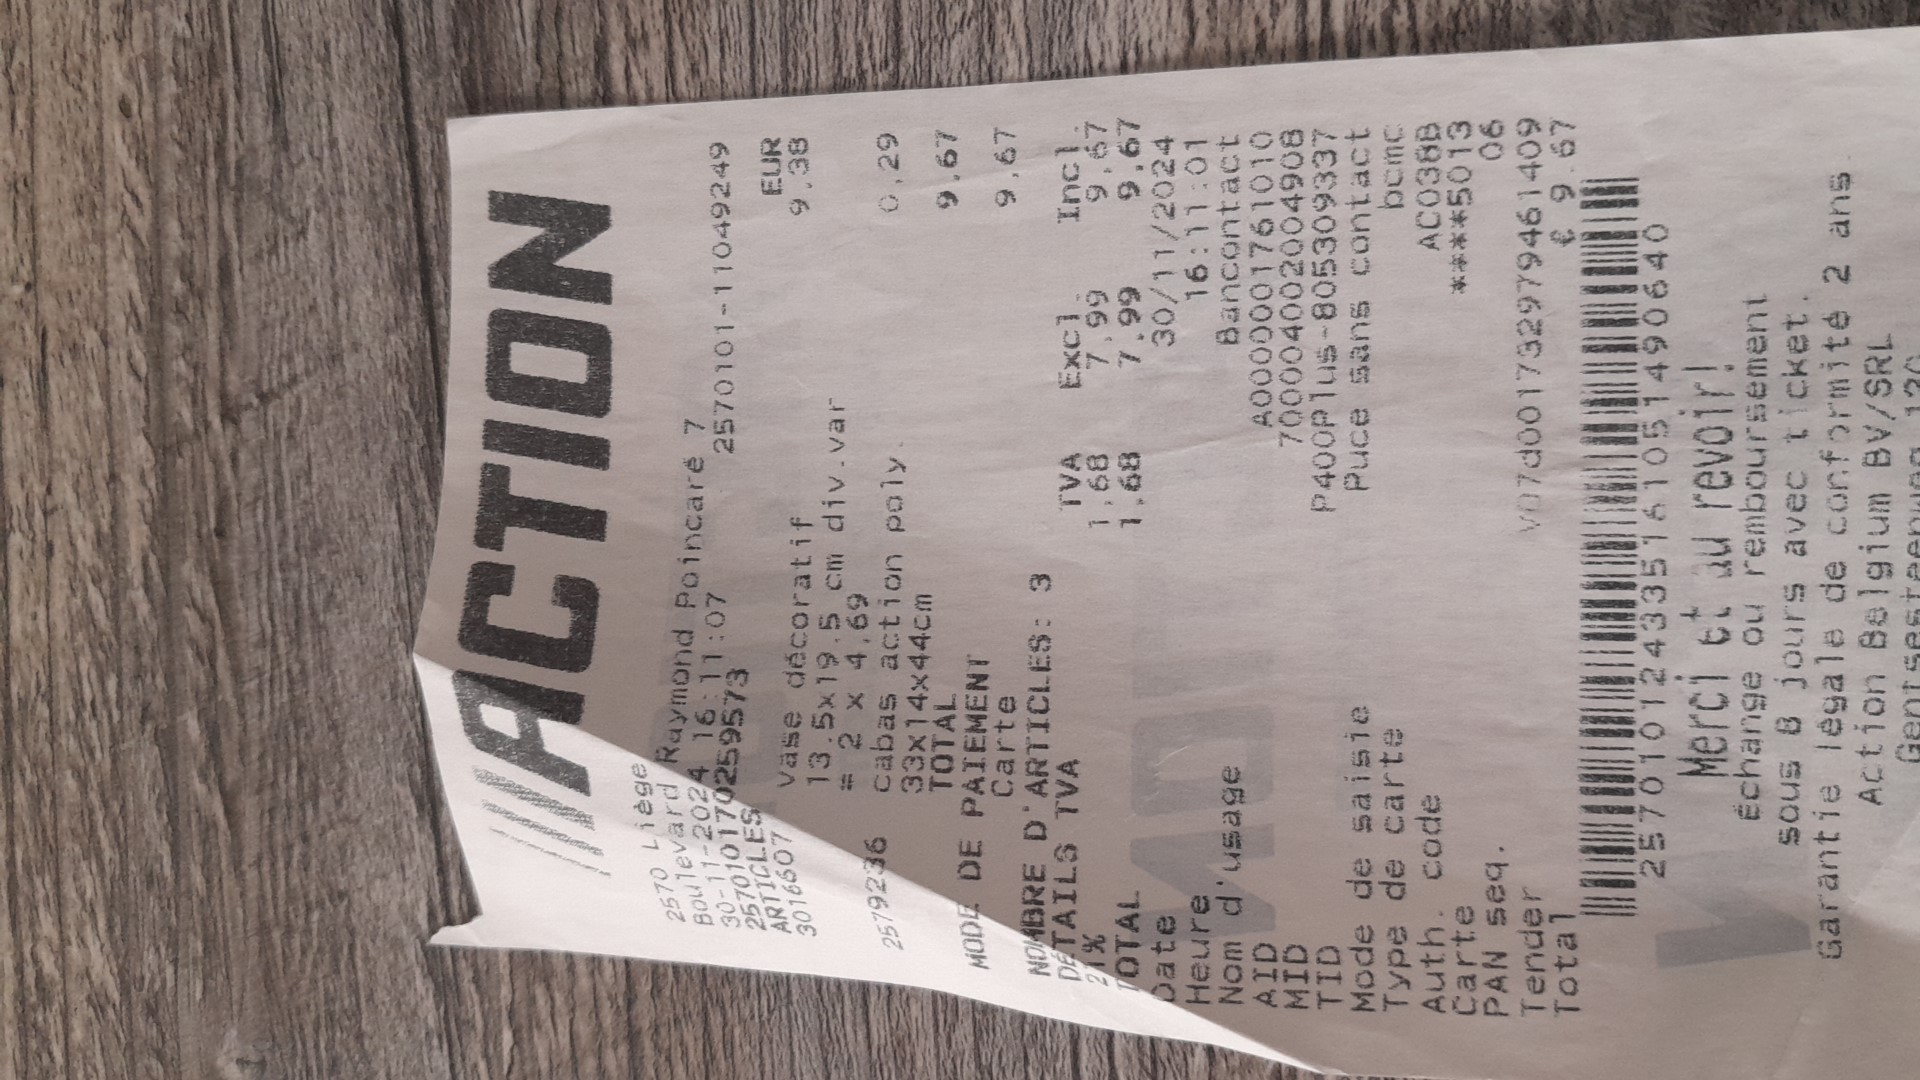 ACTION
2570 Liège
Boulevard Raymond Poincaré 7
30-11-2024 16:11:07 2570101-11049249
2570101170259573
ARTICLES EUR
3016607 vase décoratif 9,38
13.5x19.5 cm div.var
= 2 x 4,69
2579236 cabas action poly. 0,29
33x14x44cm
TOTAL 9,67
MODE DE PAIEMENT
Carte 9,67
NOMBRE D'ARTICLES: 3
DÉTAILS TVA TVA Excl. Incl.
21% 1,68 7,99 9,67
TOTAL 1,68 7,99 9,67
Date 30/11/2024
Heure 16:11:01
Nom d'usage Bancontact
AID A0000001761010
MID 700004002004908
TID P400Plus-805309337
Mode de saisie Puce sans contact
Type de carte bcmc
Auth. code AC038B
Carte ****5013
PAN seq. 06
Tender V07d001732979461409
Total € 9.67
Merci et au revoir!
Échange ou remboursement
sous 8 jours avec ticket.
Garantie légale de conformité 2 ans.
Action Belgium BV/SRL